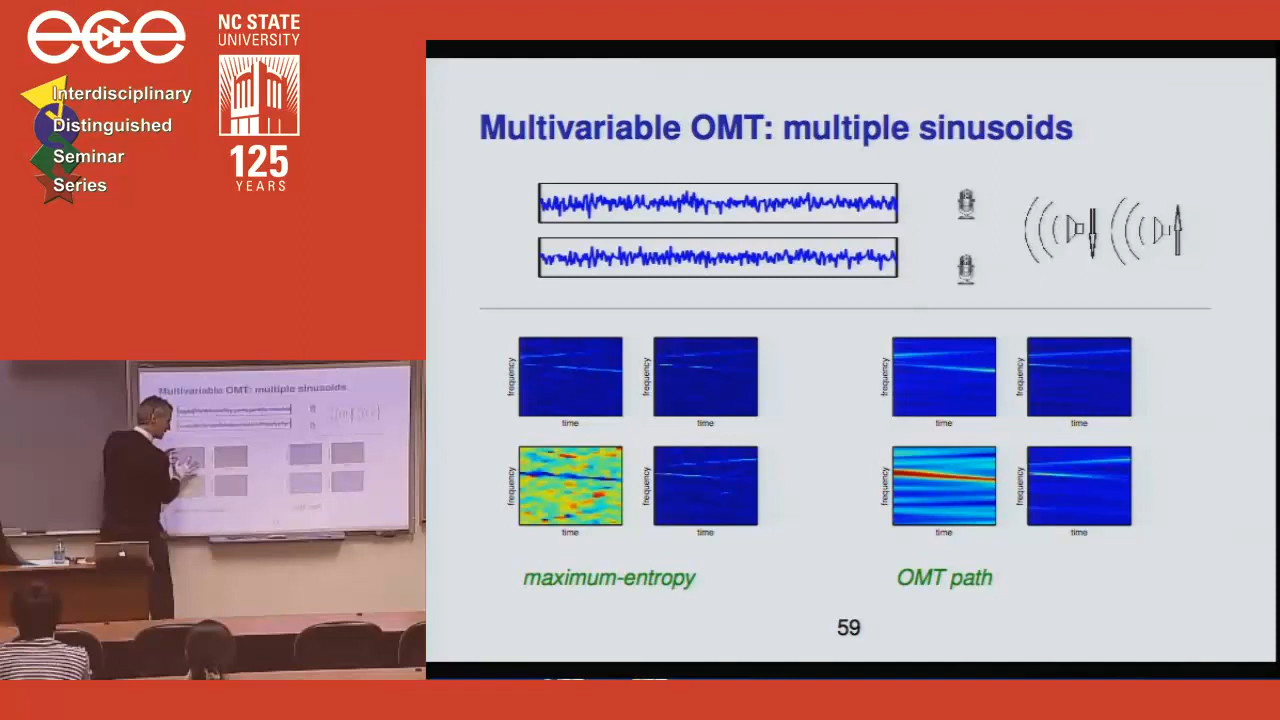 ece
NC STATE
UNIVERSITY
Interdisciplinary
Distinguished
Seminar
Series
125
YEARS
Multivariable OMT: multiple sinusoids
frequency
time
frequency
time
frequency
time
frequency
time
frequency
time
frequency
time
frequency
time
frequency
time
maximum-entropy
OMT path
59
Multivariable OMT: multiple sinusoids